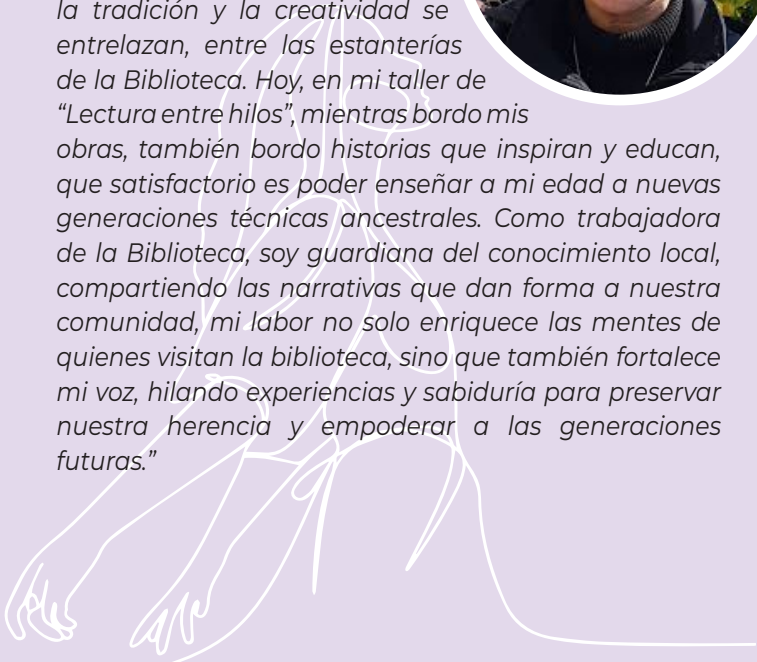 la tradición y la creatividad se
entrelazan, entre las estanterías
de la Biblioteca. Hoy, en mi taller de
“Lectura entre hilos”, mientras bordo mis
obras, también bordo historias que inspiran y educan,
que satisfactorio es poder enseñar a mi edad a nuevas
generaciones técnicas ancestrales. Como trabajadora
de la Biblioteca, soy guardiana del conocimiento local,
compartiendo las narrativas que dan forma a nuestra
comunidad, mi labor no solo enriquece las mentes de
quienes visitan la biblioteca, sino que también fortalece
mi voz, hilando experiencias y sabiduría para preservar
nuestra herencia y empoderar a las generaciones
futuras.”